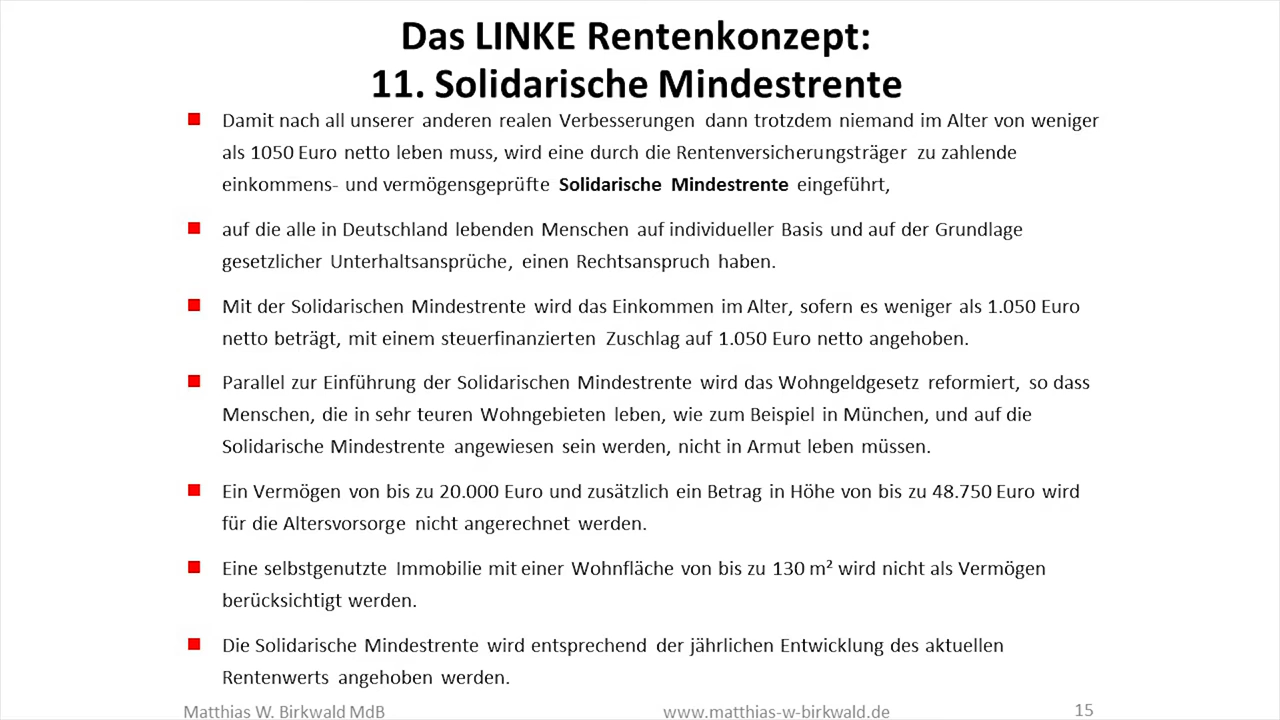 Das LINKE Rentenkonzept:
11. Solidarische Mindestrente
Damit nach all unserer anderen realen Verbesserungen dann trotzdem niemand im Alter von weniger
als 1050 Euro netto leben muss, wird eine durch die Rentenversicherungsträger zu zahlende
einkommens- und vermögensgeprüfte Solidarische Mindestrente eingeführt,
auf die alle in Deutschland lebenden Menschen auf individueller Basis und auf der Grundlage
gesetzlicher Unterhaltsansprüche, einen Rechtsanspruch haben.
Mit der Solidarischen Mindestrente wird das Einkommen im Alter, sofern es weniger als 1.050 Euro
netto beträgt, mit einem steuerfinanzierten Zuschlag auf 1.050 Euro netto angehoben.
Parallel zur Einführung der Solidarischen Mindestrente wird das Wohngeldgesetz reformiert, so dass
Menschen, die in sehr teuren Wohngebieten leben, wie zum Beispiel in München, und auf die
Solidarische Mindestrente angewiesen sein werden, nicht in Armut leben müssen.
Ein Vermögen von bis zu 20.000 Euro und zusätzlich ein Betrag in Höhe von bis zu 48.750 Euro wird
für die Altersvorsorge nicht angerechnet werden.
Eine selbstgenutzte Immobilie mit einer Wohnfläche von bis zu 130 m² wird nicht als Vermögen
berücksichtigt werden.
Die Solidarische Mindestrente wird entsprechend der jährlichen Entwicklung des aktuellen
Rentenwerts angehoben werden.
Matthias W. Birkwald MdB www.matthias-w-birkwald.de 15